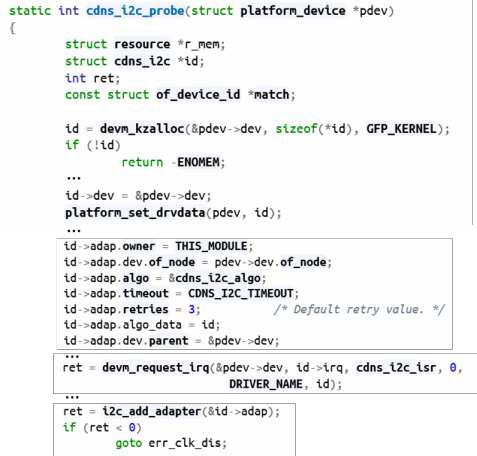 static int cdns_i2c_probe(struct platform_device *pdev)
{
struct resource *r_mem;
struct cdns_i2c *id;
int ret;
const struct of_device_id *match;
id = devm_kzalloc(&pdev->dev, sizeof(*id), GFP_KERNEL);
if (!id)
return -ENOMEM;
...
id->dev = &pdev->dev;
platform_set_drvdata(pdev, id);
...
id->adap.owner = THIS_MODULE;
id->adap.dev.of_node = pdev->dev.of_node;
id->adap.algo = &cdns_i2c_algo;
id->adap.timeout = CDNS_I2C_TIMEOUT;
id->adap.retries = 3; /* Default retry value. */
id->adap.algo_data = id;
id->adap.dev.parent = &pdev->dev;
...
ret = devm_request_irq(&pdev->dev, id->irq, cdns_i2c_isr, 0,
DRIVER_NAME, id);
...
ret = i2c_add_adapter(&id->adap);
if (ret < 0)
goto err_clk_dis;